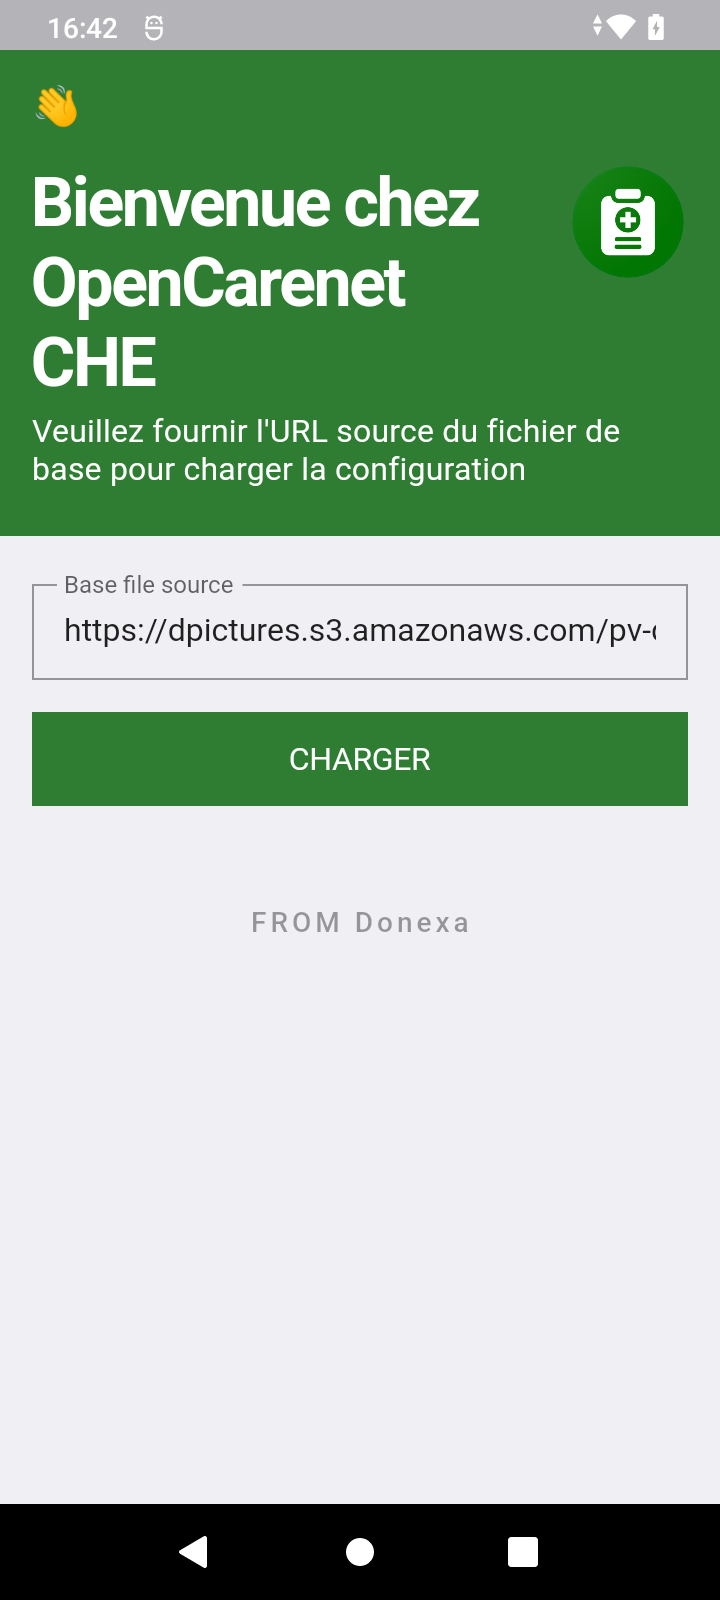 16:42
Bienvenue chez
OpenCarenet
CHE
Veuillez fournir l'URL source du fichier de
base pour charger la configuration
Base file source
https://dpictures.s3.amazonaws.com/pv-
CHARGER
FROM Donexa